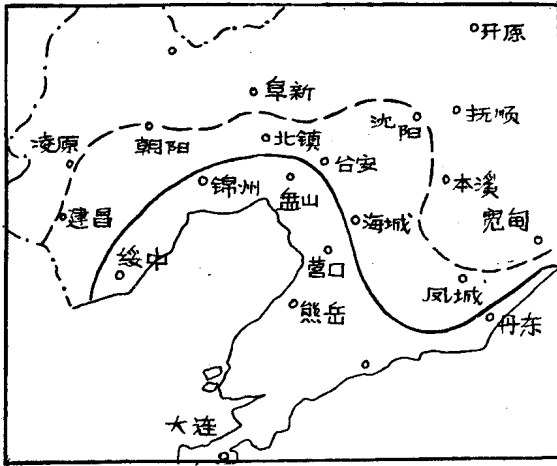 开原
阜新
抚顺
沈阳
朝阳
北镇
凌原
台安
本溪
锦州
盘山
建昌
海城
宽甸
绥中
营口
凤城
熊岳
丹东
大连